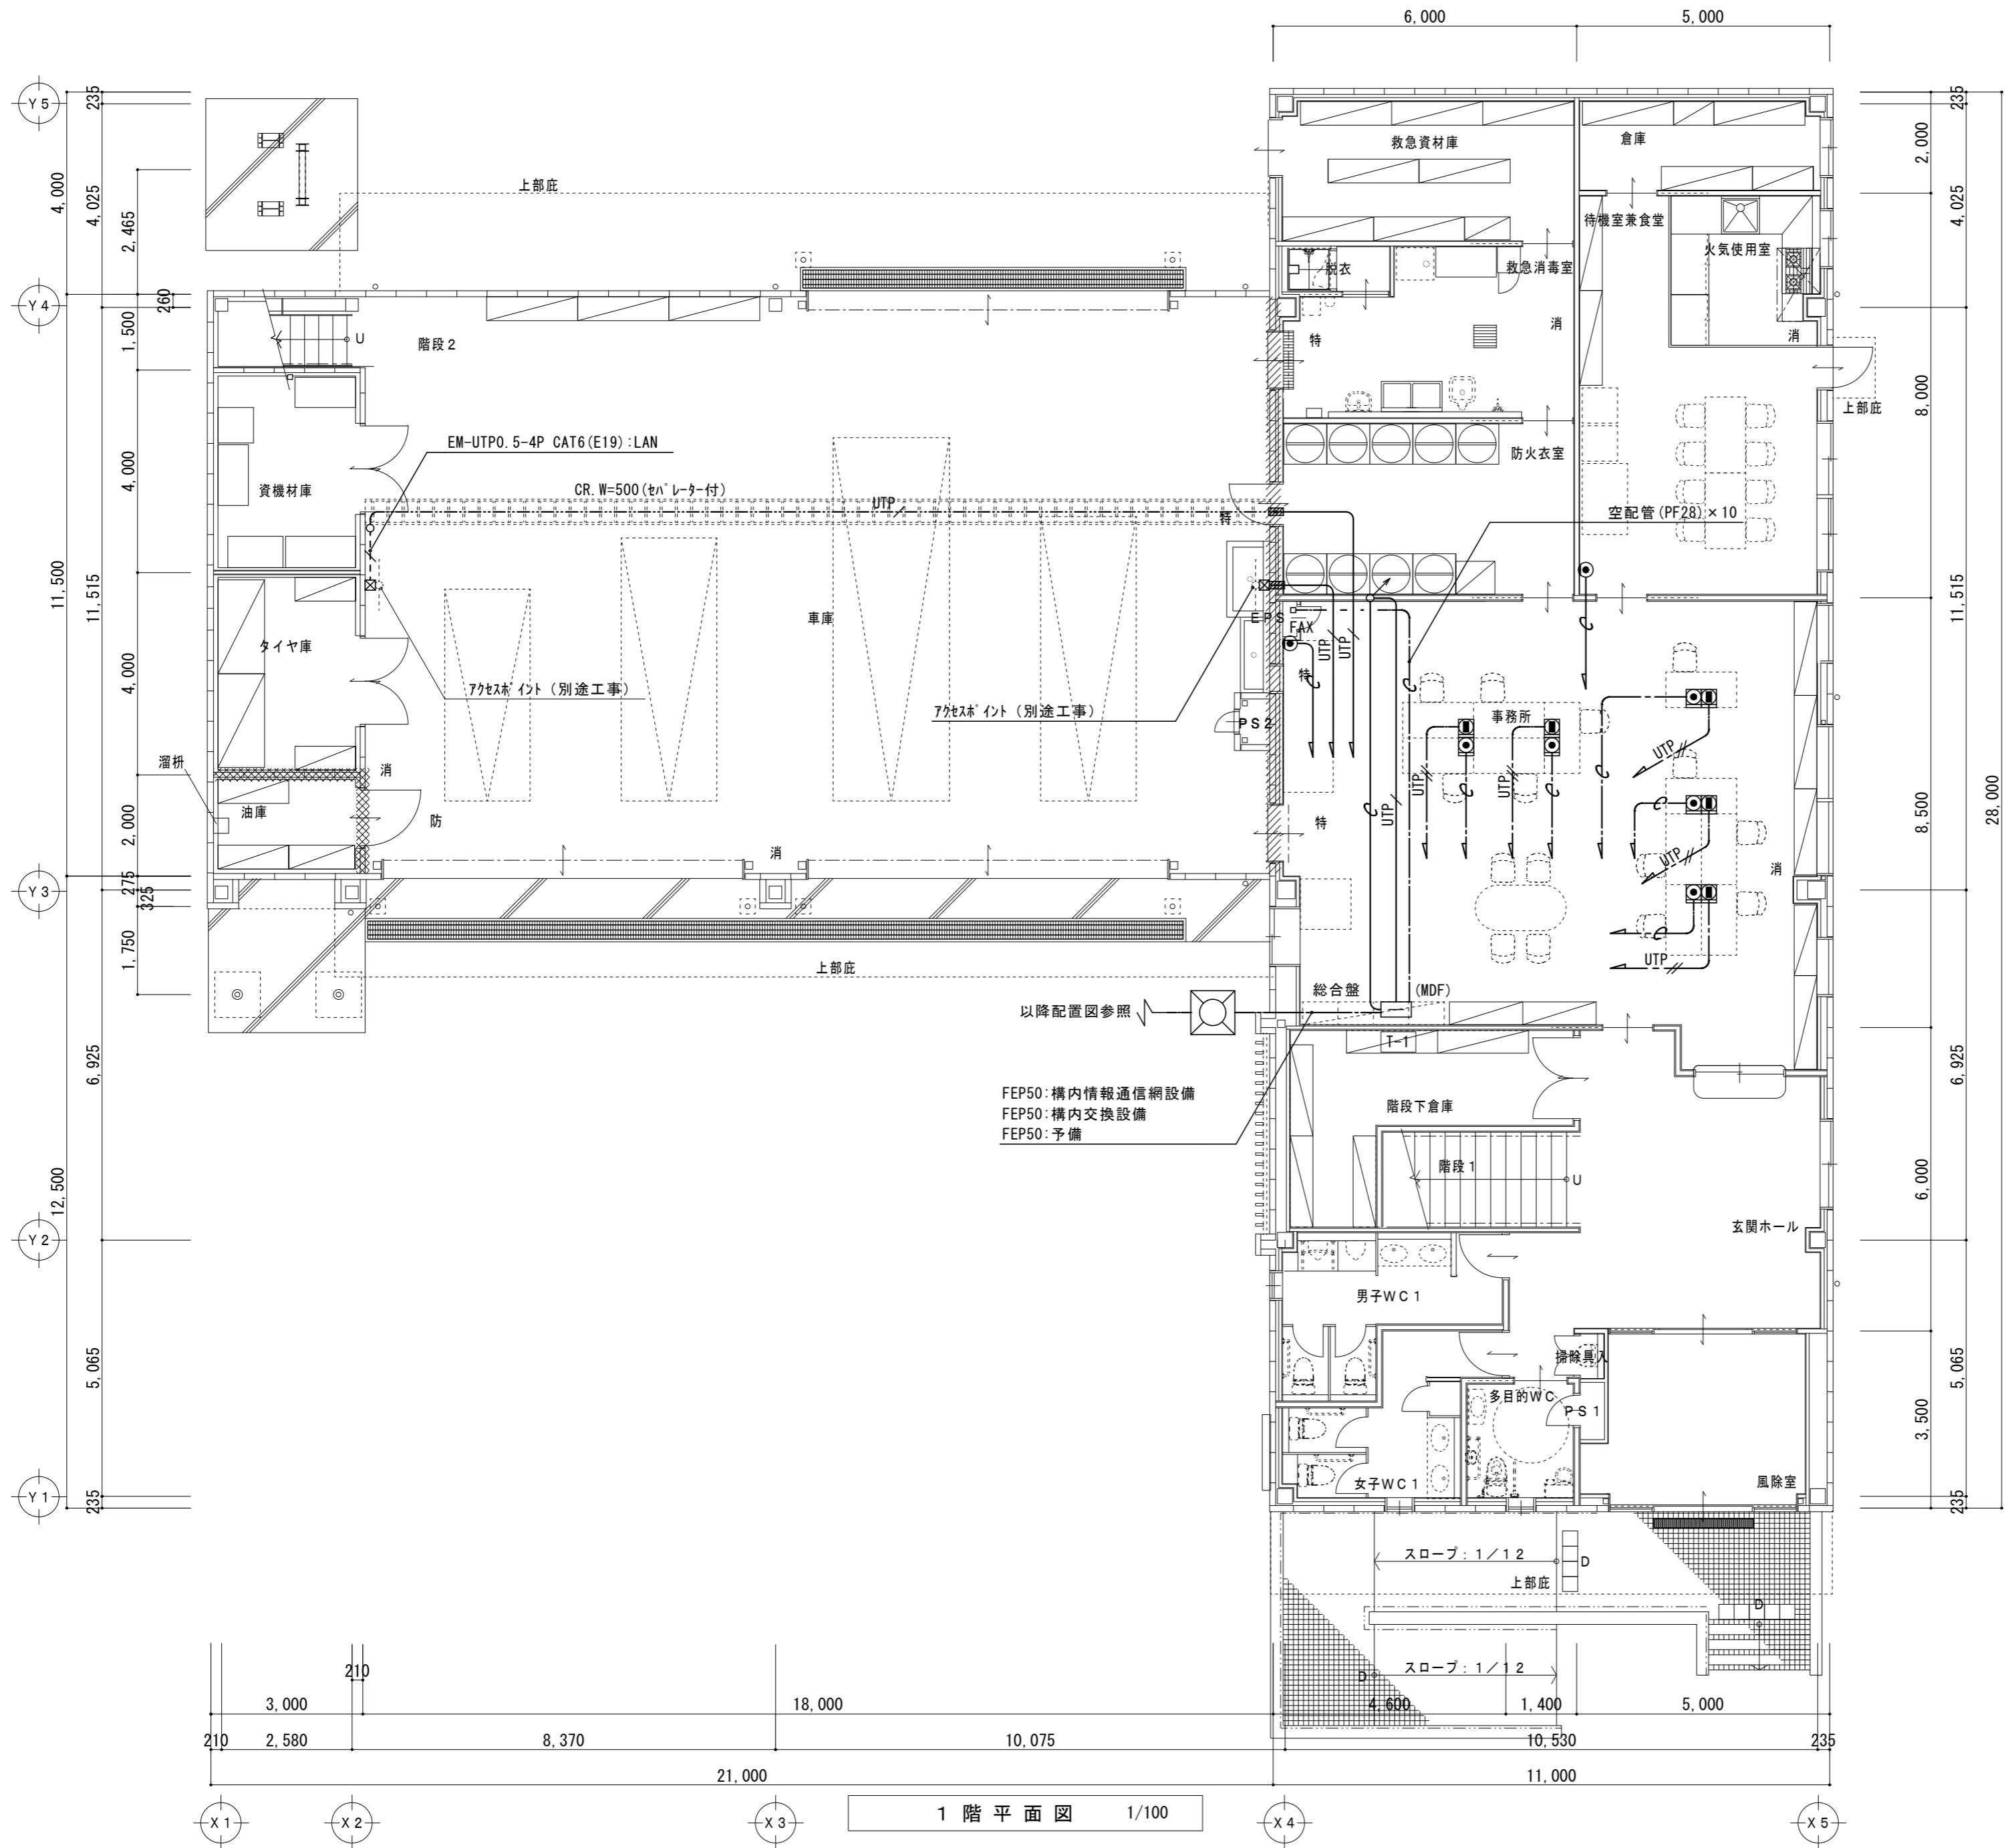 6,000
5,000
Y5
235
4,000
4,025
2,465
上部庇
救急資材庫
倉庫
235
2,000
4,025
待機室兼食堂
火気使用室
脱衣
救急消毒室
Y4
260
1,500
U
階段2
特
消
消
上部庇
8,000
EM-UTP0.5-4P CAT6(E19):LAN
CR.W=500(セパレーター付)
UTP
資機材庫
4,000
防火衣室
特
空配管(PF28)×10
11,500
11,515
11,515
車庫
EPS
FAX
UTP
UTP
特
タイヤ庫
4,000
アクセスポイント(別途工事)
アクセスポイント(別途工事)
PS2
事務所
UTP
UTP
UTP
UTP
溜桝
消
油庫
防
2,000
特
8,500
28,000
UTP
消
消
Y3
275
325
1,750
UTP
上部庇
総合盤
(MDF)
以降配置図参照
T-1
6,925
6,925
FEP50:構内情報通信網設備
FEP50:構内交換設備
FEP50:予備
階段下倉庫
階段1
U
12,500
6,000
玄関ホール
Y2
男子WC1
5,065
掃除具入
多目的WC
PS1
5,065
3,500
女子WC1
風除室
Y1
235
235
スロープ:1/12
D
上部庇
D
スロープ:1/12
D
210
3,000
18,000
4,600
1,400
5,000
210
2,580
8,370
10,075
10,530
235
21,000
11,000
X1
X2
X3
1階平面図 1/100
X4
X5